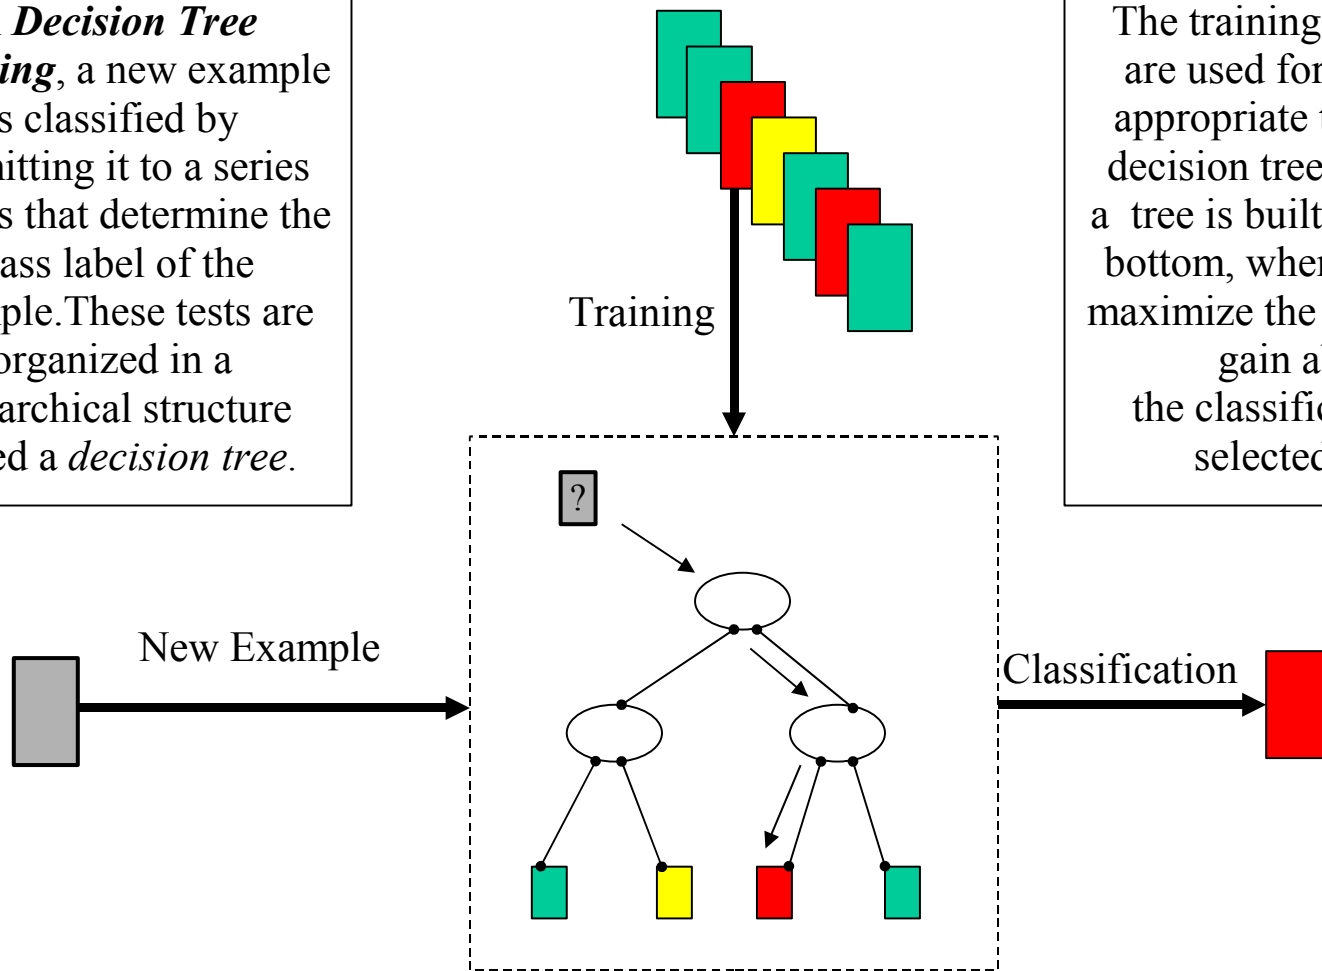 Decision Tree
ing, a new example
s classified by
itting it to a series
s that determine the
ass label of the
ple.These tests are
organized in a
archical structure
ed a decision tree.
The training
are used for
appropriate t
decision tree
a tree is built
bottom, wher
maximize the
gain a
the classific
selected
Training
?
New Example
Classification